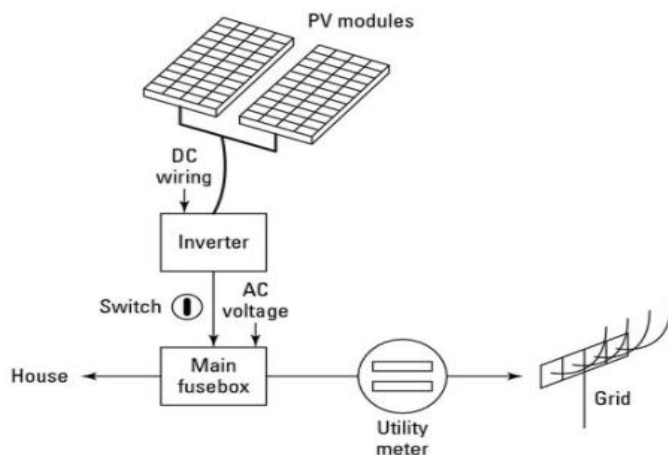 PV modules
DC
wiring
Inverter
Switch
AC
voltage
House
Main
fusebox
Utility
meter
Grid